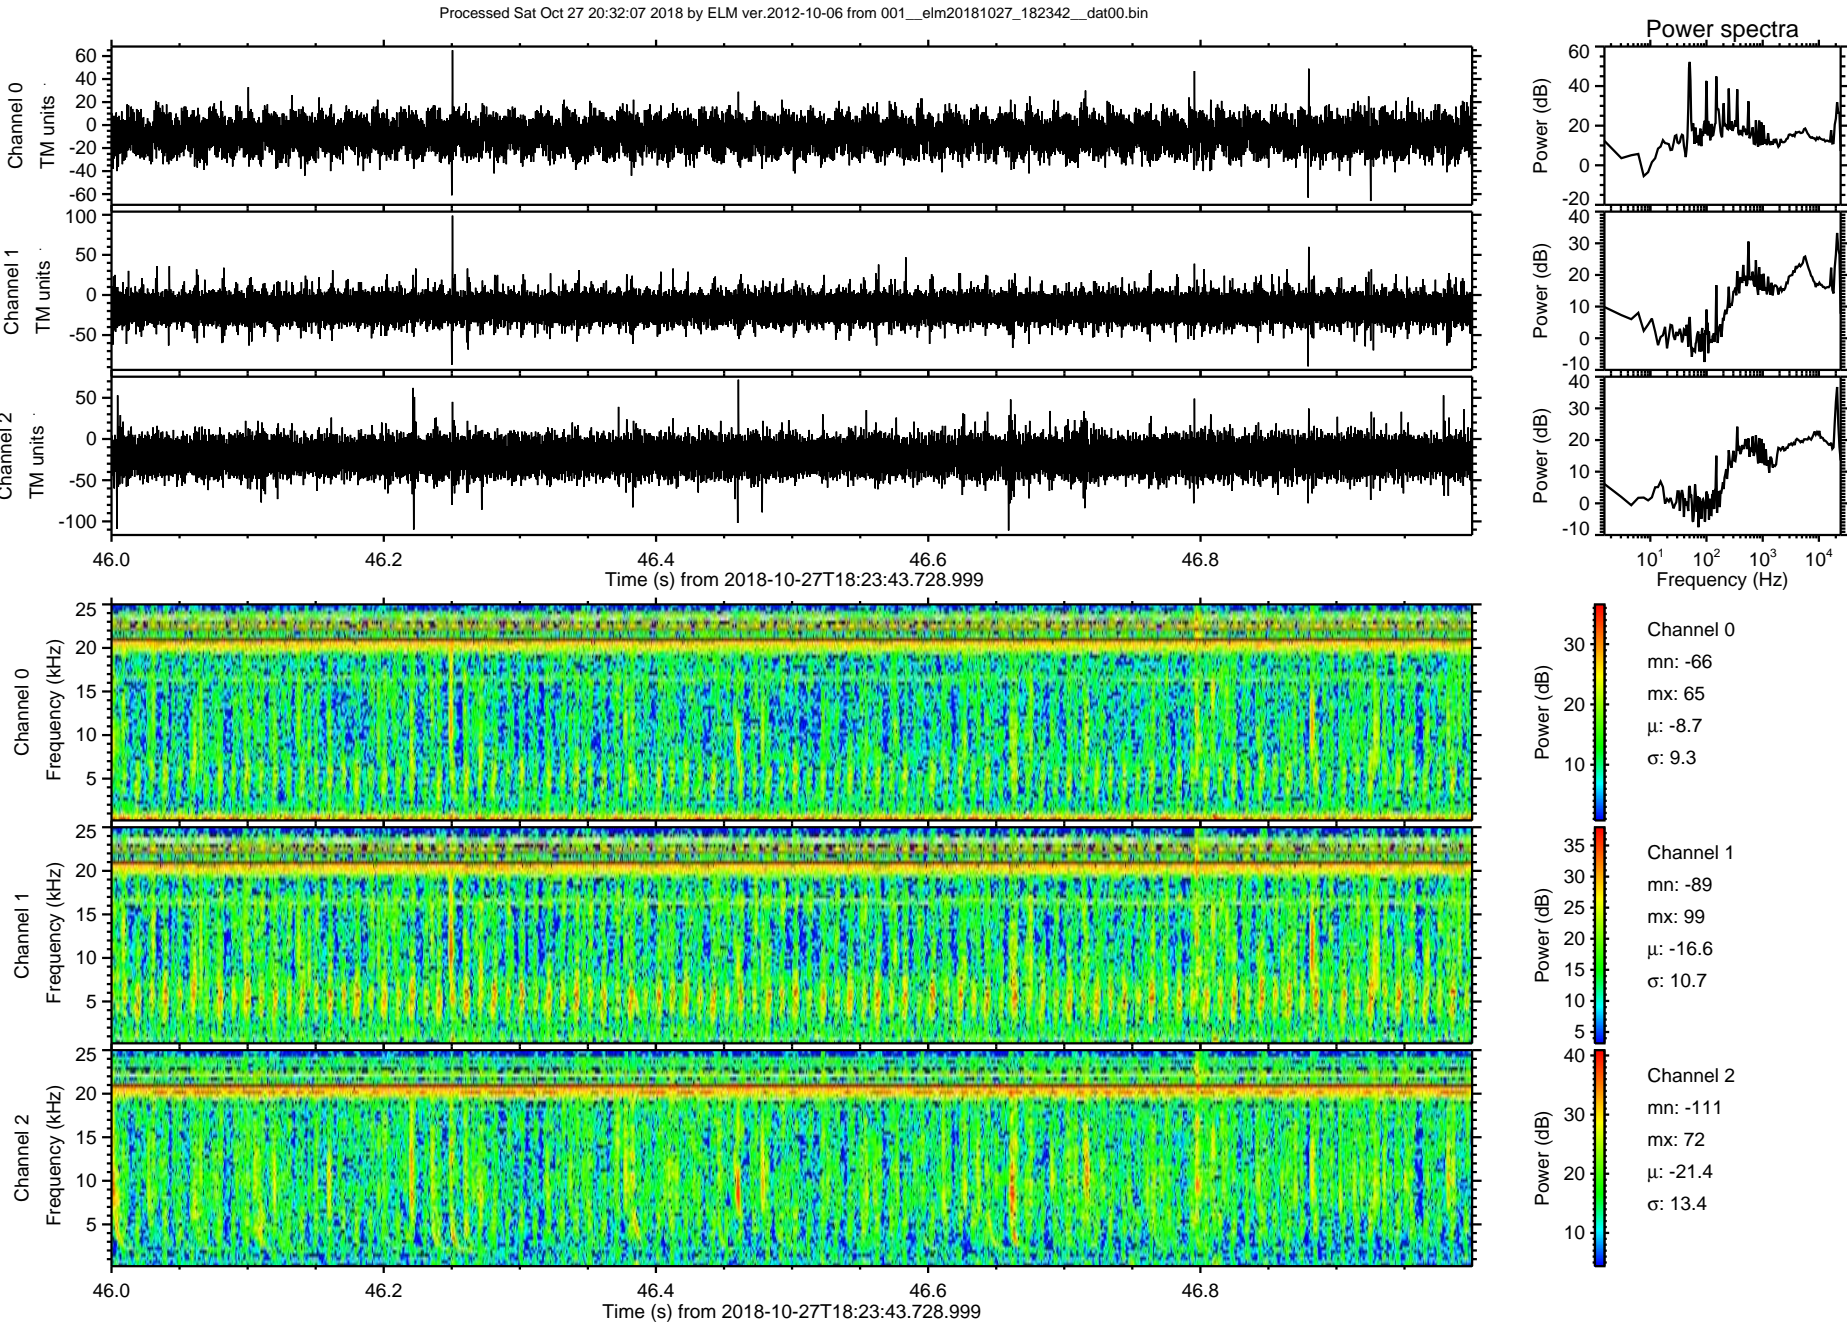 Processed Sat Oct 27 20:32:07 2018 by ELM ver.2012-10-06 from 001__elm20181027_182342__dat00.bin
Power spectra
Channel 0
TM units
60
40
20
0
-20
-40
-60
Power (dB)
60
40
20
0
-20
Channel 1
TM units
100
50
0
-50
Power (dB)
40
30
20
10
0
-10
Channel 2
TM units
50
0
-50
-100
Power (dB)
40
30
20
10
0
-10
46.0 46.2 46.4 46.6 46.8
Time (s) from 2018-10-27T18:23:43.728.999
10^1 10^2 10^3 10^4
Frequency (Hz)
Channel 0
Frequency (kHz)
25
20
15
10
5
Power (dB)
30
20
10
Channel 0
mn: -66
mx: 65
μ: -8.7
σ: 9.3
Channel 1
Frequency (kHz)
25
20
15
10
5
Power (dB)
35
30
25
20
15
10
5
Channel 1
mn: -89
mx: 99
μ: -16.6
σ: 10.7
Channel 2
Frequency (kHz)
25
20
15
10
5
Power (dB)
40
30
20
10
Channel 2
mn: -111
mx: 72
μ: -21.4
σ: 13.4
46.0 46.2 46.4 46.6 46.8
Time (s) from 2018-10-27T18:23:43.728.999